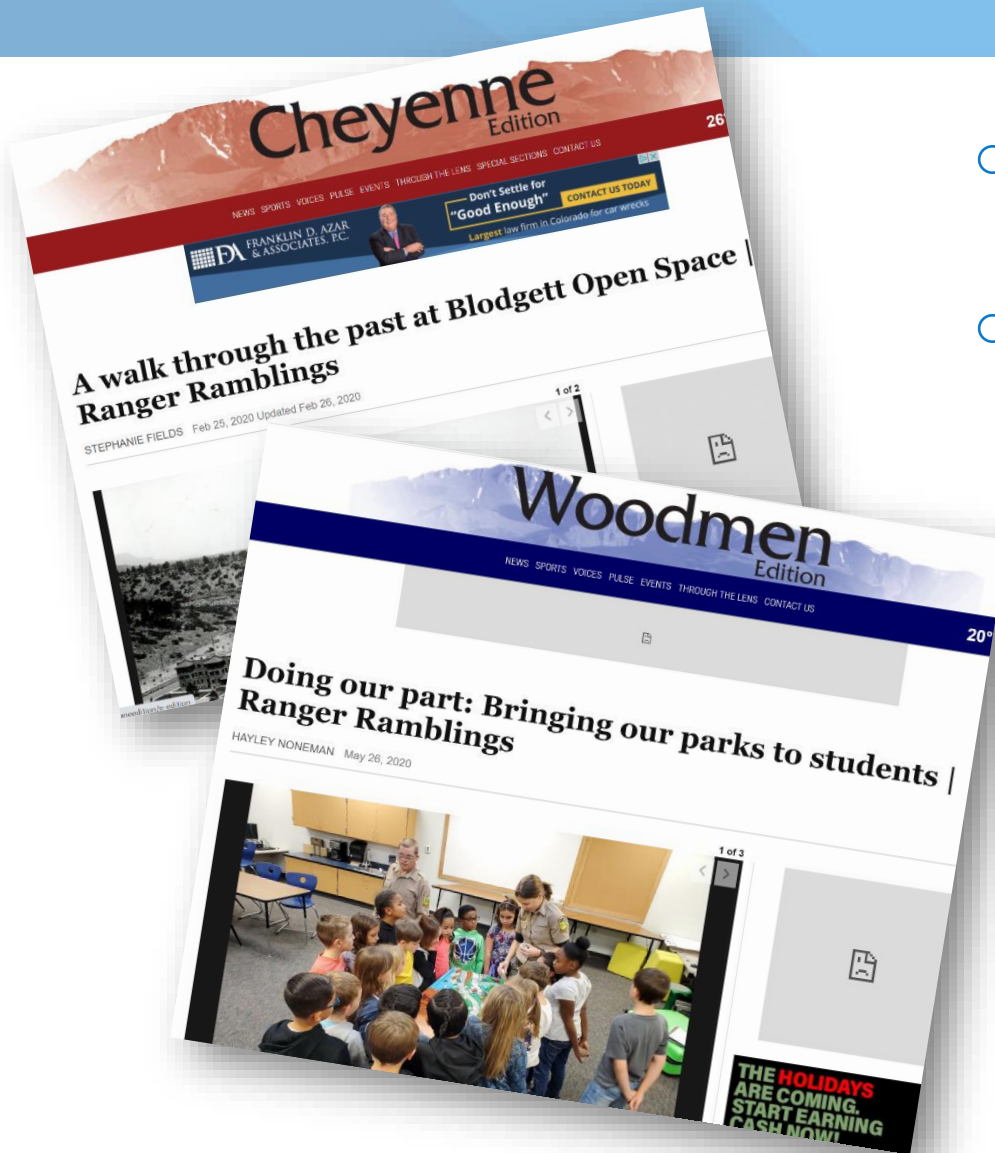 Cheyenne
Edition
26°
NEWS SPORTS VOICES PULSE EVENTS THROUGH THE LENS SPECIAL SECTIONS CONTACT US
FRANKLIN D. AZAR
& ASSOCIATES, P.C.
Don't Settle for
"Good Enough"
CONTACT US TODAY
Largest law firm in Colorado for car wrecks
A walk through the past at Blodgett Open Space |
Ranger Ramblings
STEPHANIE FIELDS Feb 25, 2020 Updated Feb 26, 2020
1 of 2
Woodmen
Edition
NEWS SPORTS VOICES PULSE EVENTS THROUGH THE LENS CONTACT US
20°
Doing our part: Bringing our parks to students |
Ranger Ramblings
HAYLEY NONEMAN May 26, 2020
1 of 3
THE HOLIDAYS
ARE COMING.
START EARNING
CASH NOW!